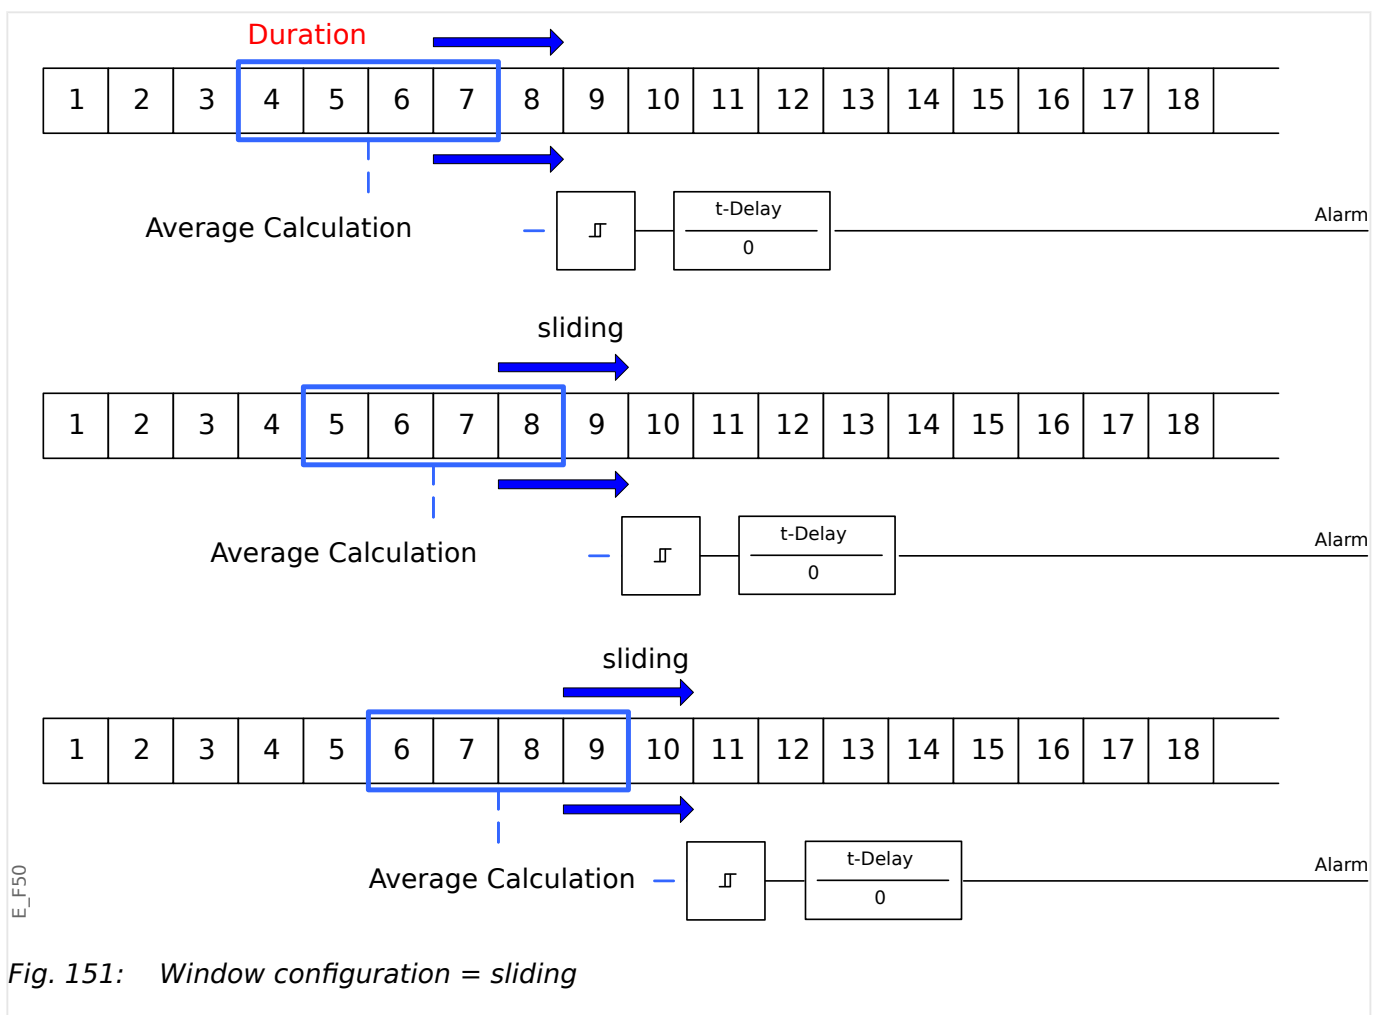 Duration
1 2 3 4 5 6 7 8 9 10 11 12 13 14 15 16 17 18
t-Delay
Alarm
Average Calculation
0
sliding
1 2 3 4 5 6 7 8 9 10 11 12 13 14 15 16 17 18
t-Delay
Alarm
Average Calculation
0
sliding
1 2 3 4 5 6 7 8 9 10 11 12 13 14 15 16 17 18
t-Delay
Alarm
Average Calculation
0
E_F50
Fig. 151: Window configuration = sliding